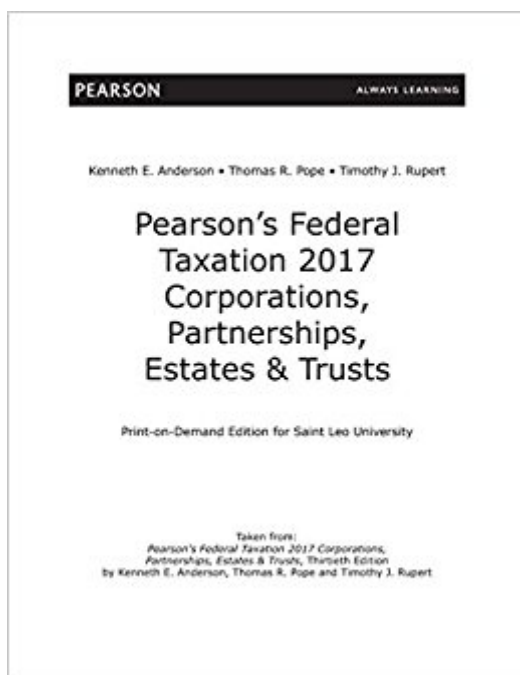 PEARSON ALWAYS LEARNING
Kenneth E. Anderson • Thomas R. Pope • Timothy J. Rupert
Pearson's Federal
Taxation 2017
Corporations,
Partnerships,
Estates & Trusts
Print-on-Demand Edition for Saint Leo University
Taken from:
Pearson's Federal Taxation 2017 Corporations,
Partnerships, Estates & Trusts, Thirtieth Edition
by Kenneth E. Anderson, Thomas R. Pope and Timothy J. Rupert